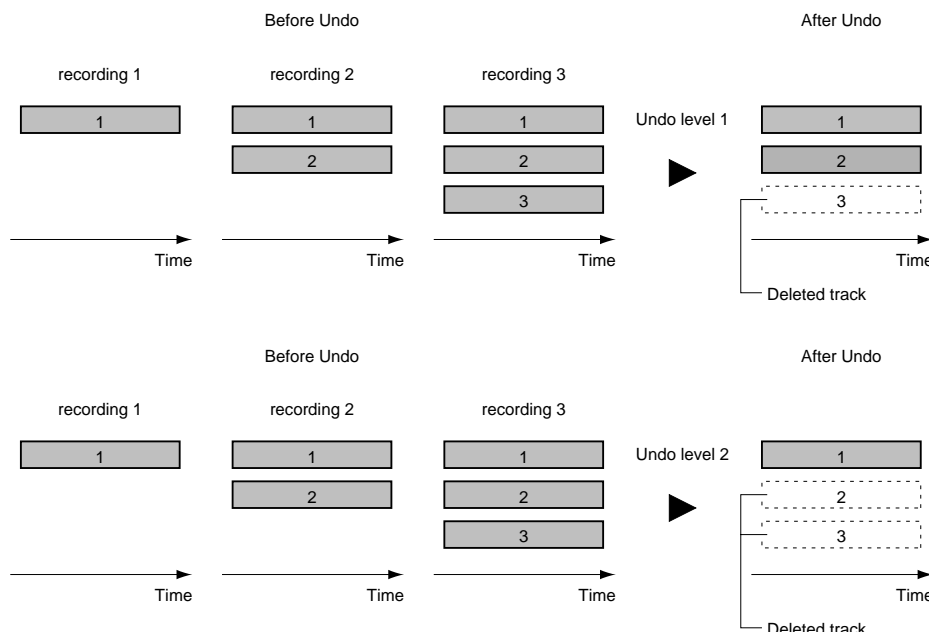 Before Undo After Undo
recording 1 recording 2 recording 3
1 1 1 Undo level 1 1
2 2 2
3 3
Time Time Time Time
Deleted track
Before Undo After Undo
recording 1 recording 2 recording 3
1 1 1 Undo level 2 1
2 2 2
3 3
Time Time Time Time
Deleted track